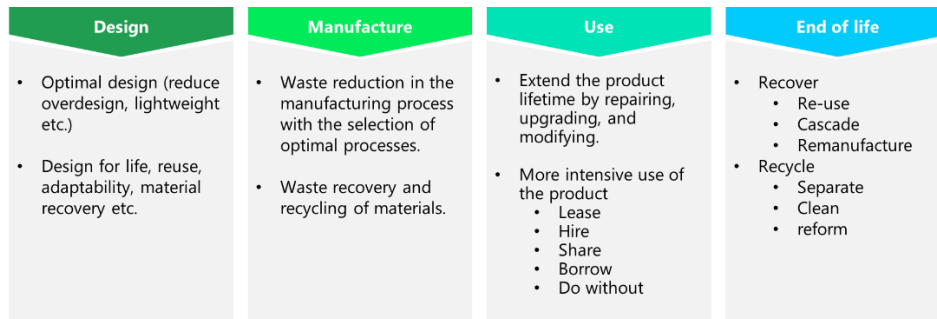 Design
• Optimal design (reduce
overdesign, lightweight
etc.)
• Design for life, reuse,
adaptability, material
recovery etc.
Manufacture
• Waste reduction in the
manufacturing process
with the selection of
optimal processes.
• Waste recovery and
recycling of materials.
Use
• Extend the product
lifetime by repairing,
upgrading, and
modifying.
• More intensive use of
the product
• Lease
• Hire
• Share
• Borrow
• Do without
End of life
• Recover
• Re-use
• Cascade
• Remanufacture
• Recycle
• Separate
• Clean
• reform